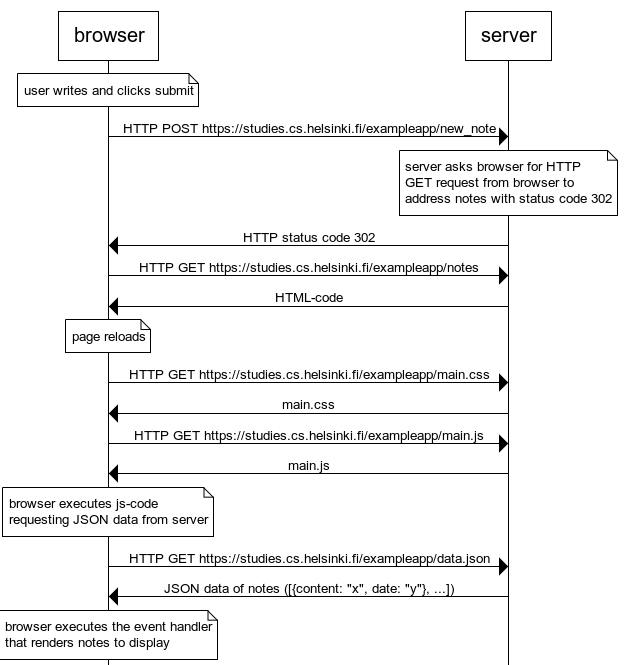 browser
server
user writes and clicks submit
HTTP POST https://studies.cs.helsinki.fi/exampleapp/new_note
server asks browser for HTTP
GET request from browser to
address notes with status code 302
HTTP status code 302
HTTP GET https://studies.cs.helsinki.fi/exampleapp/notes
HTML-code
page reloads
HTTP GET https://studies.cs.helsinki.fi/exampleapp/main.css
main.css
HTTP GET https://studies.cs.helsinki.fi/exampleapp/main.js
main.js
browser executes js-code
requesting JSON data from server
HTTP GET https://studies.cs.helsinki.fi/exampleapp/data.json
JSON data of notes ([{content: "x", date: "y"}, ...])
browser executes the event handler
that renders notes to display